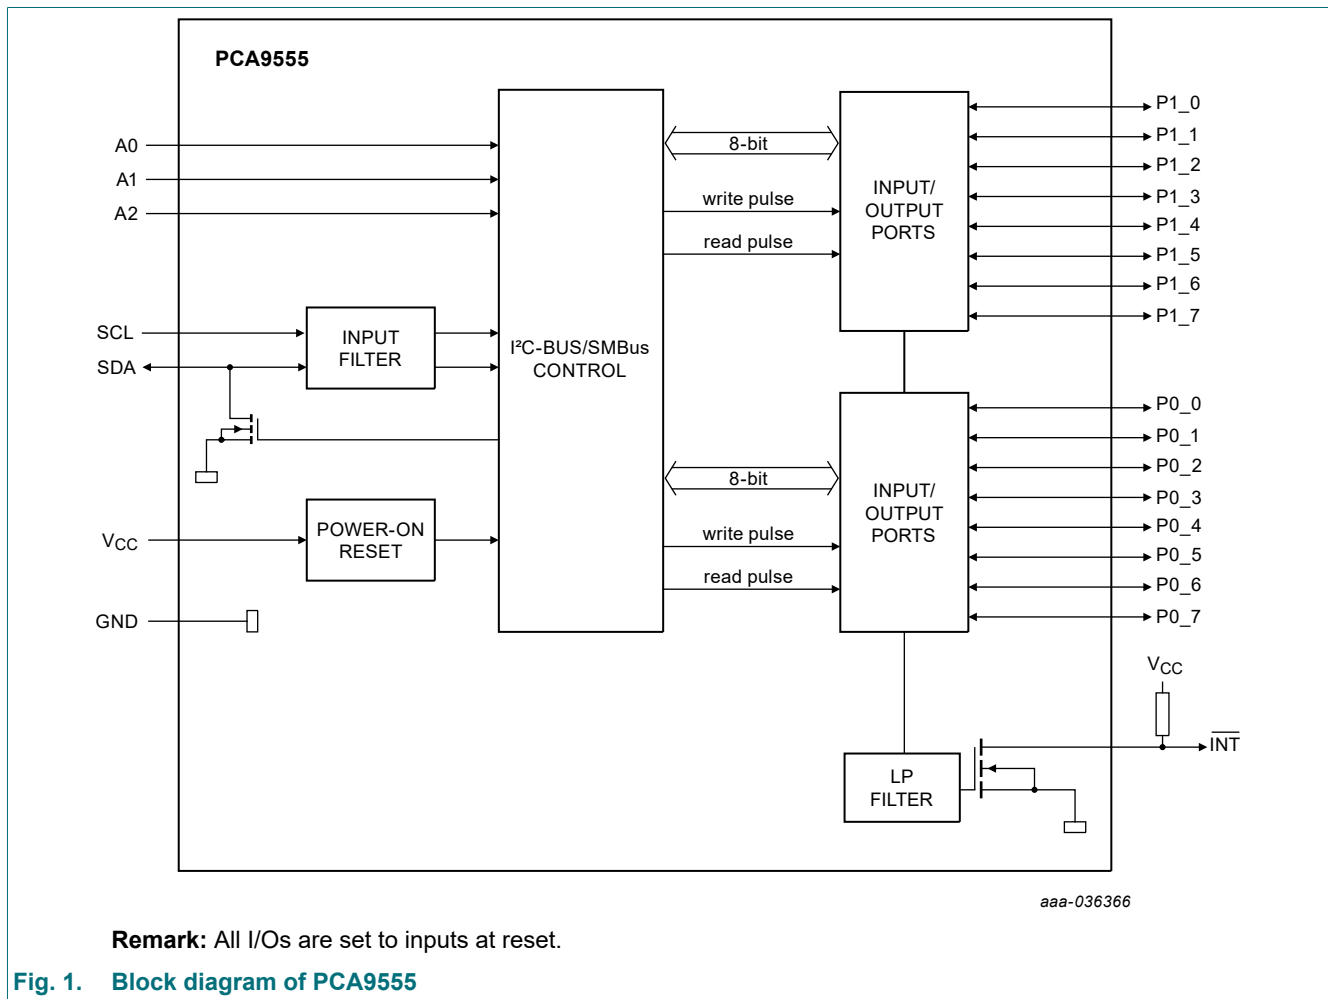 PCA9555
A0
A1
A2
SCL
SDA
VCC
GND
INPUT
FILTER
POWER-ON
RESET
I²C-BUS/SMBus
CONTROL
8-bit
write pulse
read pulse
8-bit
write pulse
read pulse
INPUT/
OUTPUT
PORTS
INPUT/
OUTPUT
PORTS
LP
FILTER
P1_0
P1_1
P1_2
P1_3
P1_4
P1_5
P1_6
P1_7
P0_0
P0_1
P0_2
P0_3
P0_4
P0_5
P0_6
P0_7
VCC
INT
aaa-036366
Remark: All I/Os are set to inputs at reset.
Fig. 1. Block diagram of PCA9555